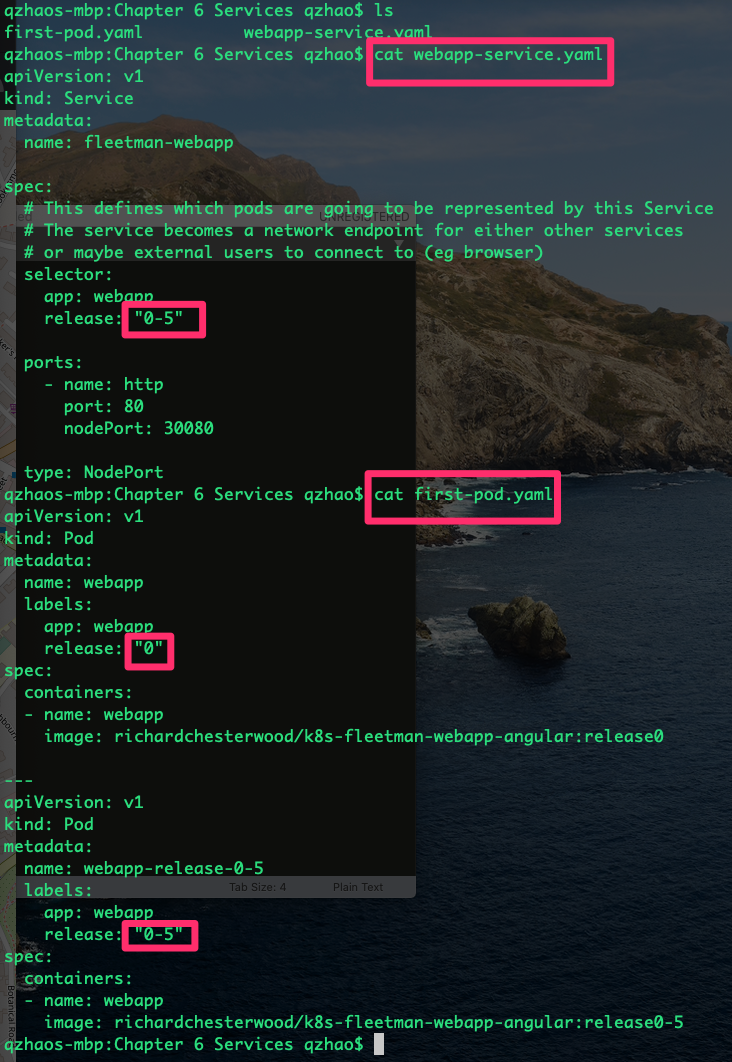 qzhaos-mbp:Chapter 6 Services qzhao$ ls
first-pod.yaml          webapp-service.yaml
qzhaos-mbp:Chapter 6 Services qzhao$ cat webapp-service.yaml
apiVersion: v1
kind: Service
metadata:
  name: fleetman-webapp

spec:
UNREGISTERED
  # This defines which pods are going to be represented by this Service
  # The service becomes a network endpoint for either other services
  # or maybe external users to connect to (eg browser)
  selector:
    app: webapp
    release: "0-5"

  ports:
    - name: http
      port: 80
      nodePort: 30080

  type: NodePort
qzhaos-mbp:Chapter 6 Services qzhao$ cat first-pod.yaml
apiVersion: v1
kind: Pod
metadata:
  name: webapp
  labels:
    app: webapp
    release: "0"
spec:
  containers:
  - name: webapp
    image: richardchesterwood/k8s-fleetman-webapp-angular:release0

---
apiVersion: v1
kind: Pod
metadata:
  name: webapp-release-0-5
Tab Size: 4          Plain Text
  labels:
    app: webapp
    release: "0-5"
spec:
  containers:
  - name: webapp
    image: richardchesterwood/k8s-fleetman-webapp-angular:release0-5
qzhaos-mbp:Chapter 6 Services qzhao$